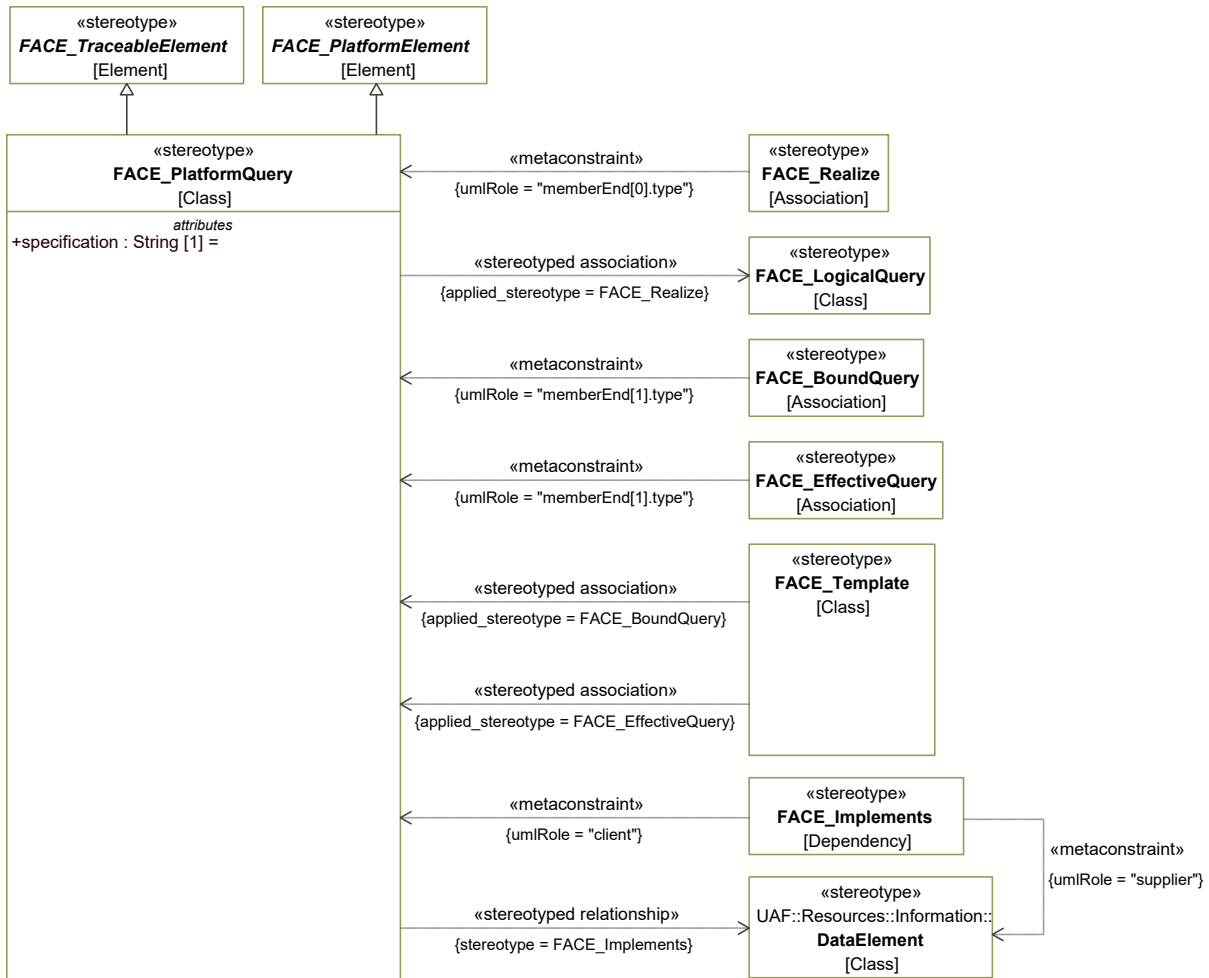 «stereotype»
FACE_TraceableElement
[Element]
«stereotype»
FACE_PlatformElement
[Element]
«stereotype»
FACE_PlatformQuery
[Class]
attributes
+specification : String [1] =
«metaconstraint»
{umlRole = "memberEnd[0].type"}
«stereotype»
FACE_Realize
[Association]
«stereotyped association»
{applied_stereotype = FACE_Realize}
«stereotype»
FACE_LogicalQuery
[Class]
«metaconstraint»
{umlRole = "memberEnd[1].type"}
«stereotype»
FACE_BoundQuery
[Association]
«metaconstraint»
{umlRole = "memberEnd[1].type"}
«stereotype»
FACE_EffectiveQuery
[Association]
«stereotyped association»
{applied_stereotype = FACE_BoundQuery}
«stereotype»
FACE_Template
[Class]
«stereotyped association»
{applied_stereotype = FACE_EffectiveQuery}
«metaconstraint»
{umlRole = "client"}
«stereotype»
FACE_Implements
[Dependency]
«metaconstraint»
{umlRole = "supplier"}
«stereotyped relationship»
{stereotype = FACE_Implements}
«stereotype»
UAF::Resources::Information::
DataElement
[Class]